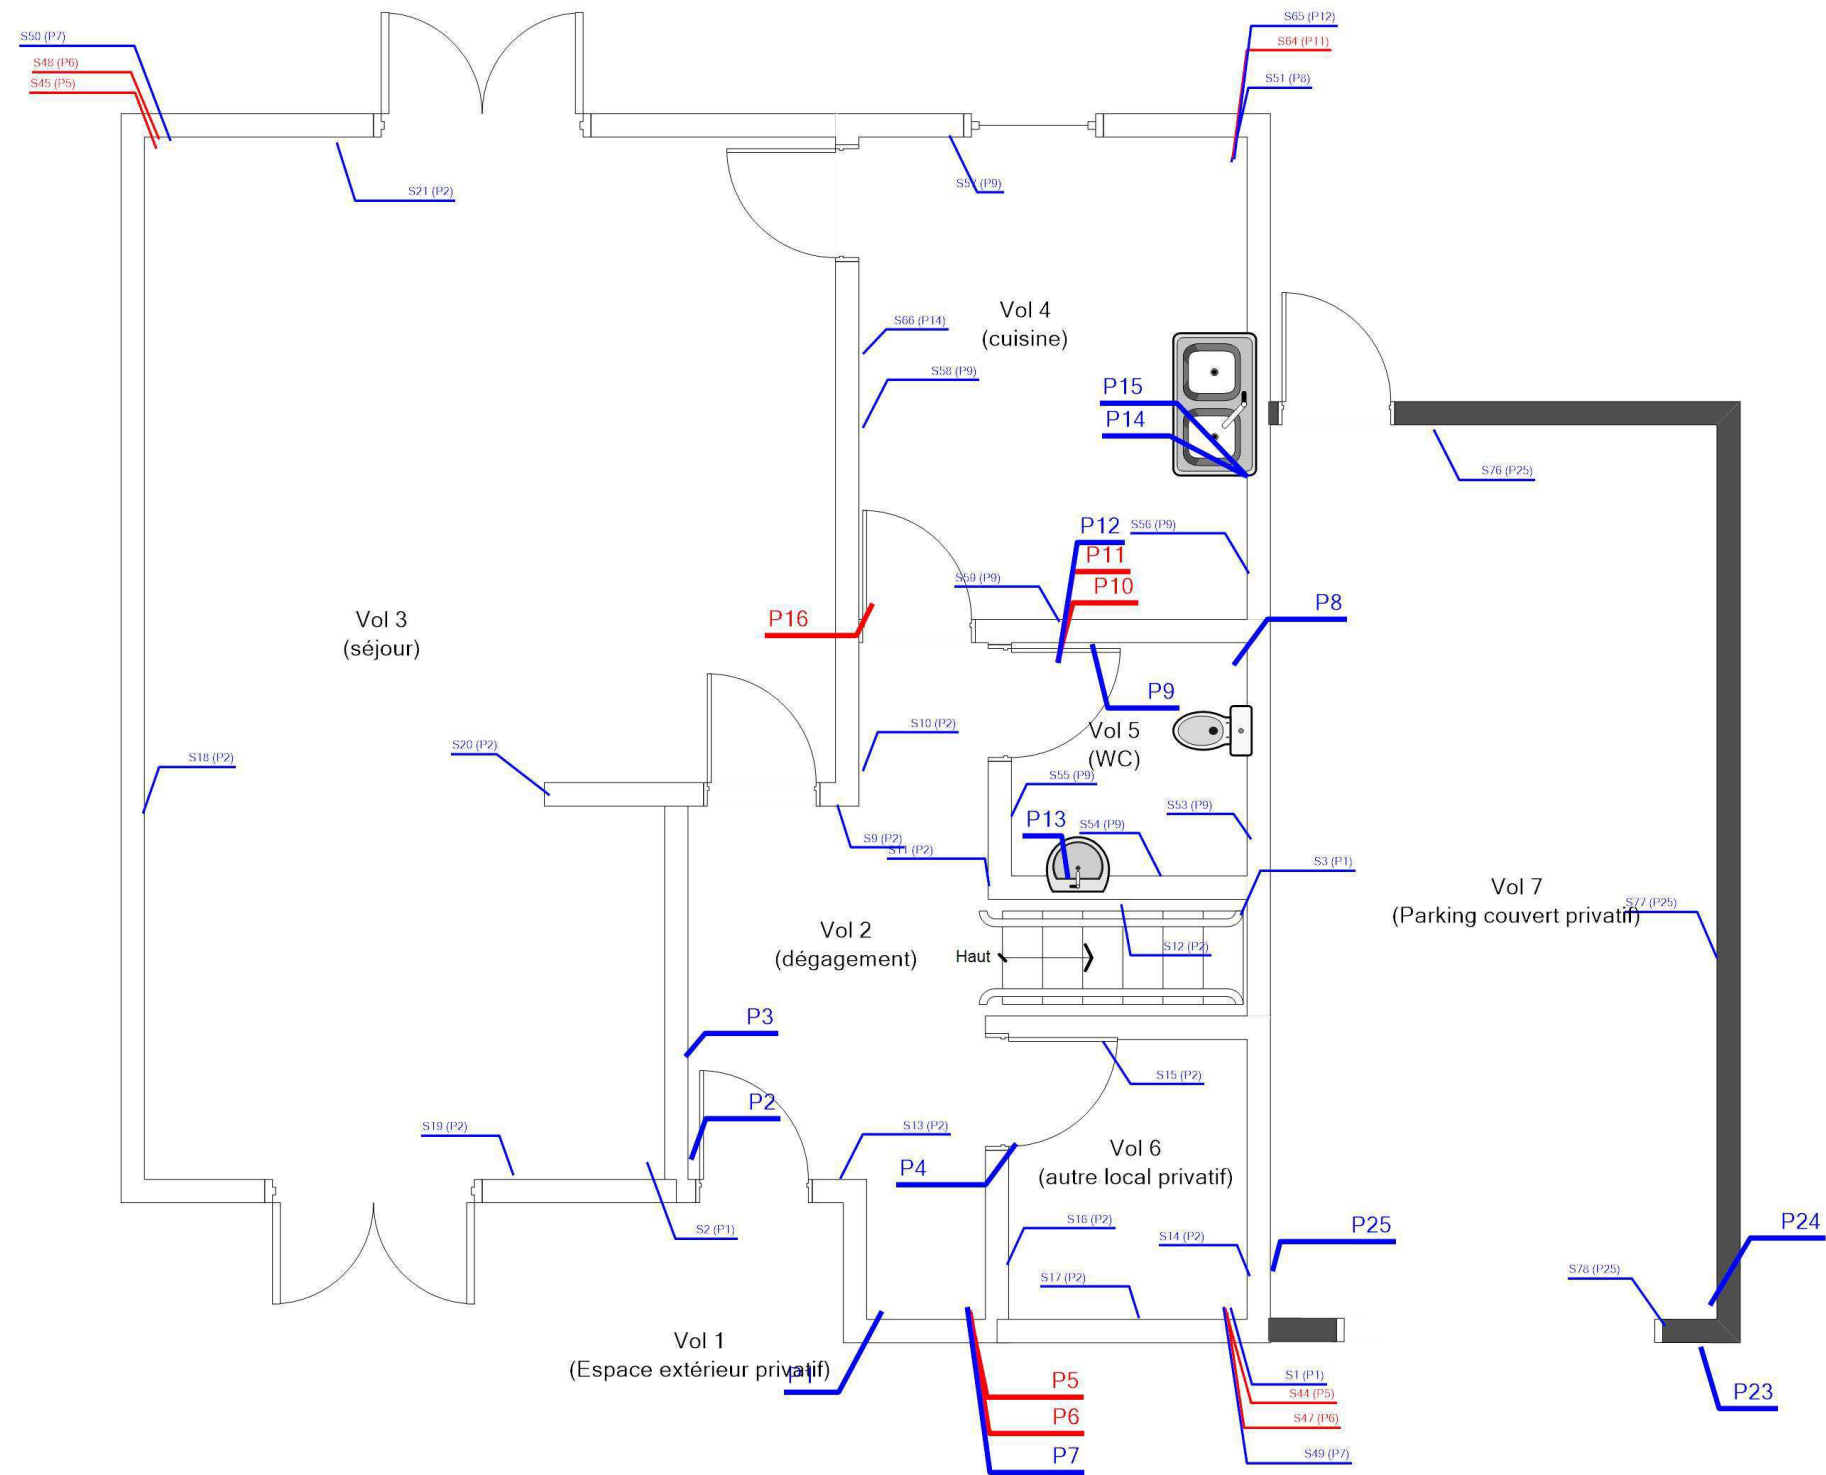 S65 (P12)
S50 (P7)
S64 (P11)
S48 (P6)
S51 (P8)
S45 (P5)
S57 (P9)
S21 (P2)
Vol 4
(cuisine)
S66 (P14)
S58 (P9)
P15
P14
S76 (P25)
P12
S56 (P9)
P11
S59 (P9)
P10
P8
Vol 3
(séjour)
P16
P9
S10 (P2)
Vol 5
(WC)
S20 (P2)
S18 (P2)
S55 (P9)
S53 (P9)
P13
S54 (P9)
S9 (P2)
S11 (P2)
S3 (P1)
Vol 7
(Parking couvert privatif)
S77 (P25)
Vol 2
(dégagement)
S12 (P2)
Haut
P3
S15 (P2)
P2
S19 (P2)
S13 (P2)
Vol 6
(autre local privatif)
P4
S2 (P1)
S16 (P2)
S14 (P2)
P25
P24
S78 (P25)
S17 (P2)
Vol 1
(Espace extérieur privatif)
P1
S1 (P1)
P5
S44 (P5)
P23
P6
S47 (P6)
P7
S49 (P7)